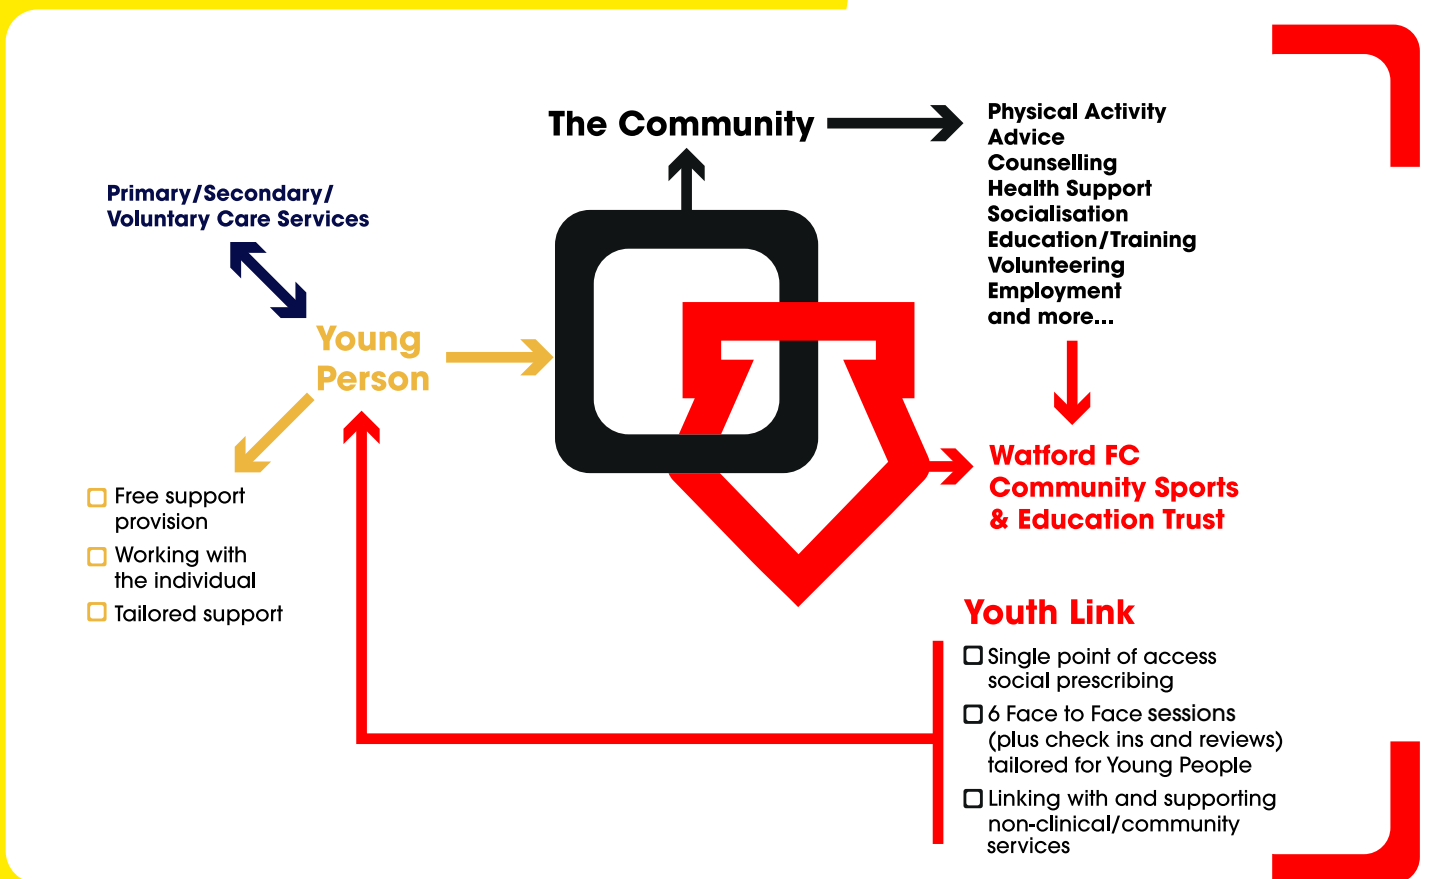 The Community
Physical Activity
Advice
Counselling
Health Support
Socialisation
Education/Training
Volunteering
Employment
and more...
Primary/Secondary/
Voluntary Care Services
Young
Person
Free support
provision
Working with
the individual
Tailored support
Watford FC
Community Sports
& Education Trust
Youth Link
Single point of access
social prescribing
6 Face to Face sessions
(plus check ins and reviews)
tailored for Young People
Linking with and supporting
non-clinical/community
services